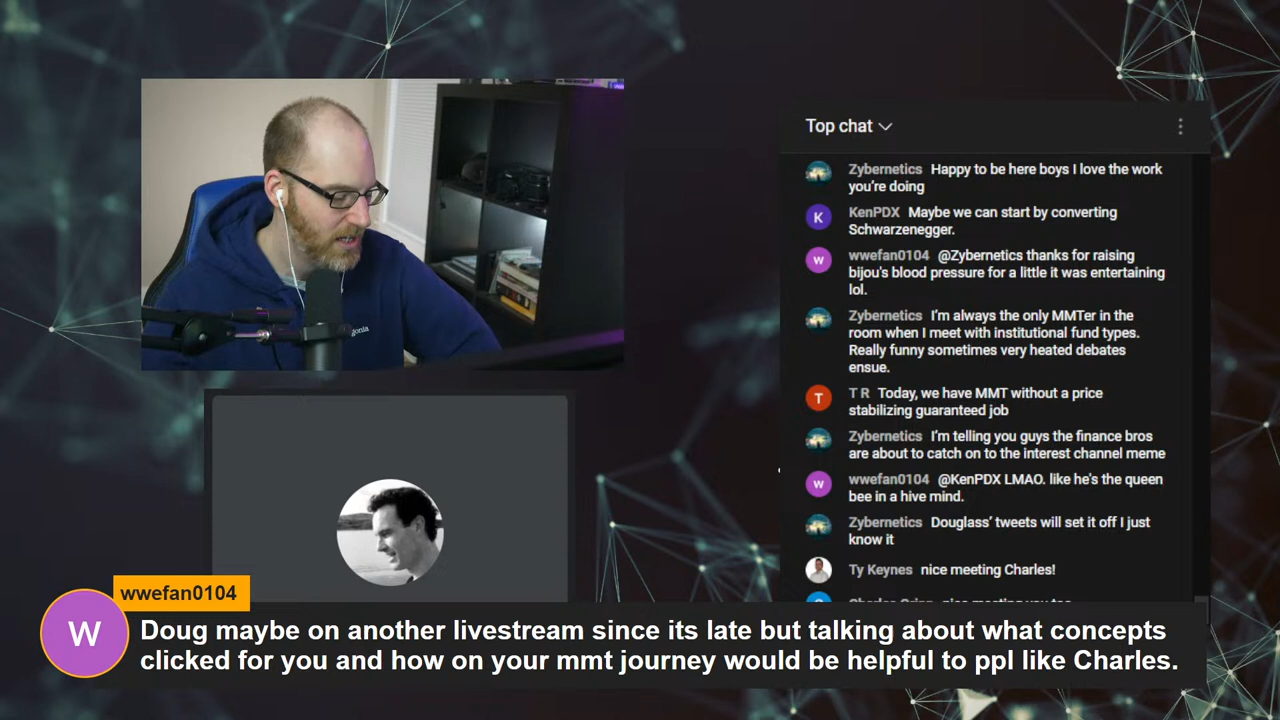 Top chat
Zybernetics Happy to be here boys I love the work
you're doing
K
KenPDX Maybe we can start by converting
Schwarzenegger.
w
wwefan0104 @Zybernetics thanks for raising
bijou's blood pressure for a little it was entertaining
lol.
Zybernetics I'm always the only MMTer in the
room when I meet with institutional fund types.
Really funny sometimes very heated debates
ensue.
T
T R Today, we have MMT without a price
stabilizing guaranteed job
Zybernetics I'm telling you guys the finance bros
are about to catch on to the interest channel meme
w
wwefan0104 @KenPDX LMAO. like he's the queen
bee in a hive mind.
Zybernetics Douglass' tweets will set it off I just
know it
Ty Keynes nice meeting Charles!
wwefan0104
W
Doug maybe on another livestream since its late but talking about what concepts
clicked for you and how on your mmt journey would be helpful to ppl like Charles.